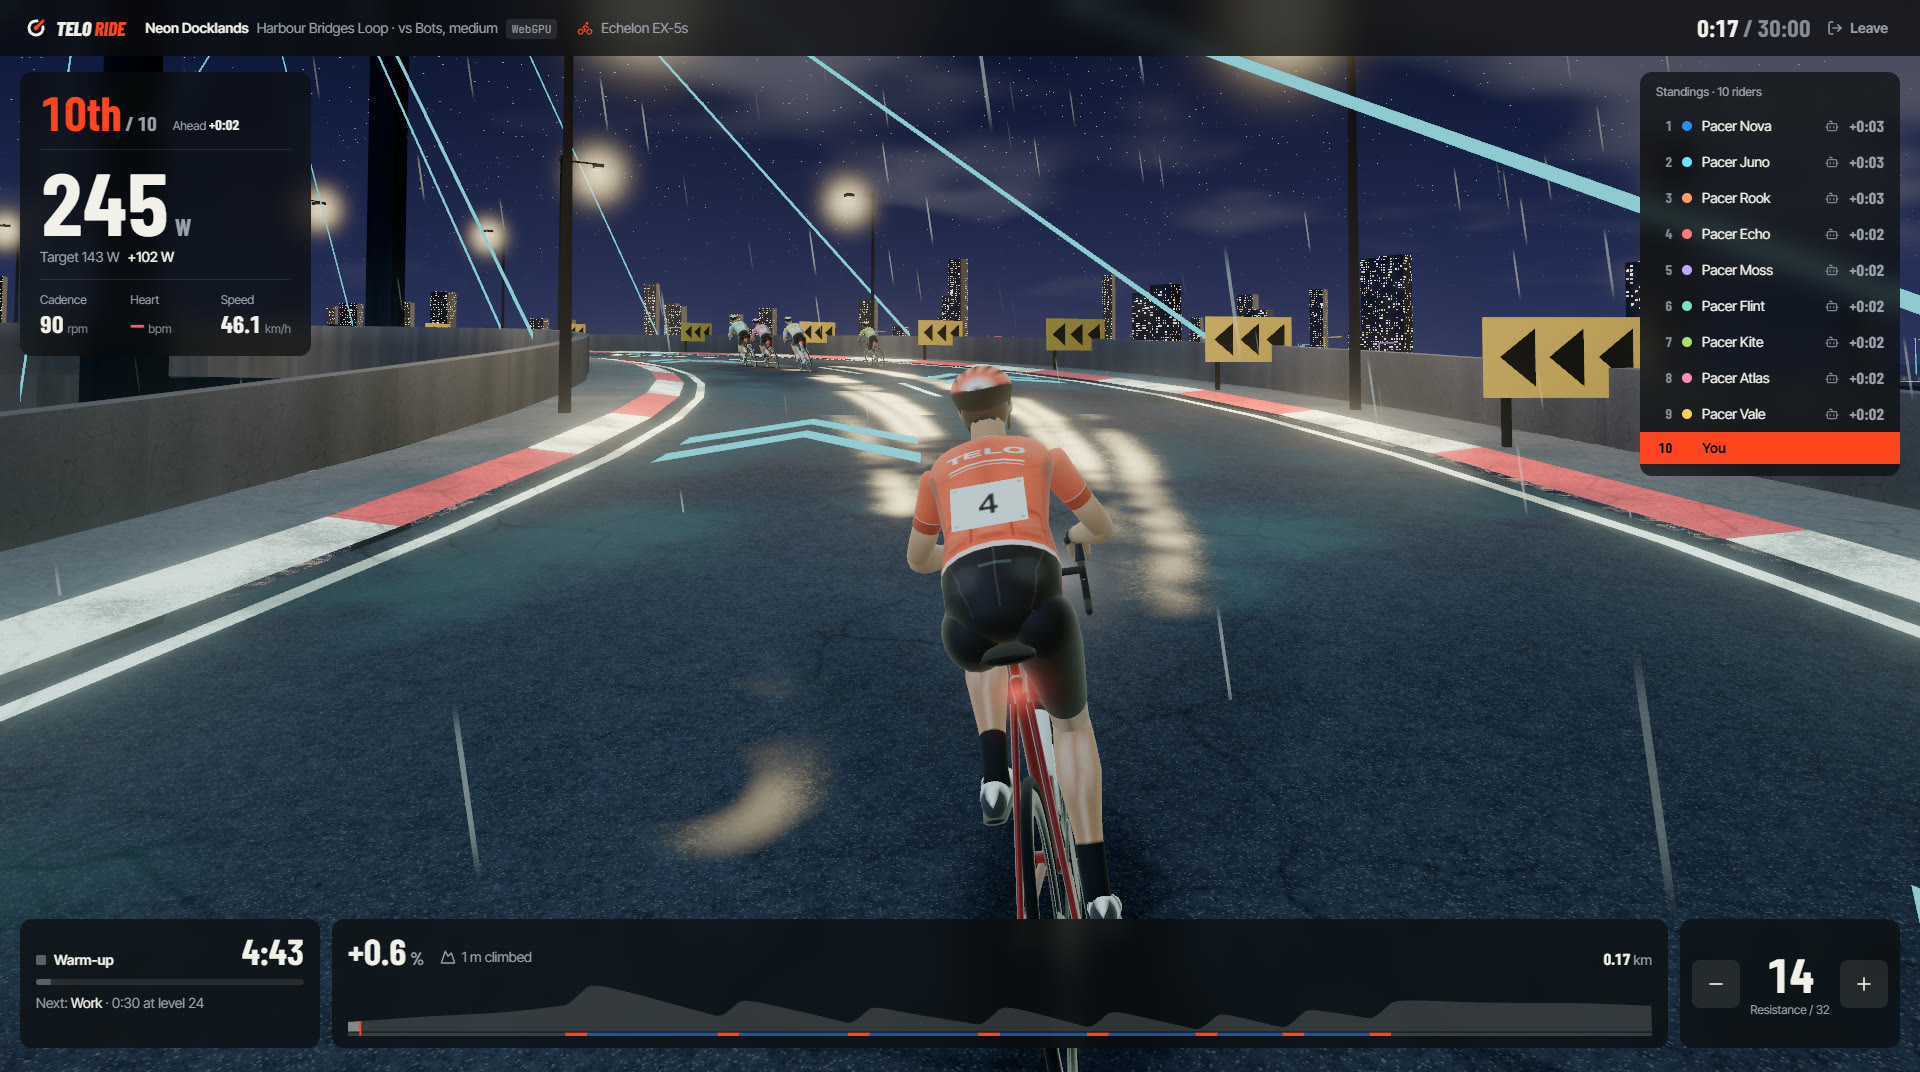 TELO RIDE Neon Docklands Harbour Bridges Loop · vs Bots, medium WebGPU Echelon EX-5s 0:17 / 30:00 Leave
10th / 10 Ahead +0:02
245 W
Target 143 W +102 W
Cadence Heart Speed
90 rpm — bpm 46.1 km/h
Standings · 10 riders
1 Pacer Nova +0:03
2 Pacer Juno +0:03
3 Pacer Rook +0:03
4 Pacer Echo +0:02
5 Pacer Moss +0:02
6 Pacer Flint +0:02
7 Pacer Kite +0:02
8 Pacer Atlas +0:02
9 Pacer Vale +0:02
10 You
TELO
4
Warm-up 4:43
Next: Work · 0:30 at level 24
+0.6 % 1 m climbed 0.17 km
− 14 +
Resistance / 32